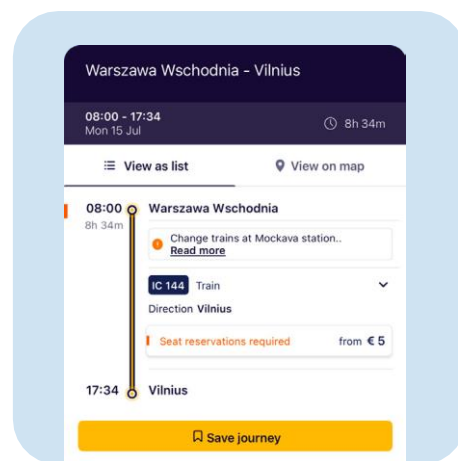 Warszawa Wschodnia - Vilnius
08:00 - 17:34
Mon 15 Jul
8h 34m
View as list
View on map
08:00
Warszawa Wschodnia
8h 34m
Change trains at Mockava station..
Read more
IC 144 Train
Direction Vilnius
Seat reservations required from € 5
17:34 Vilnius
Save journey